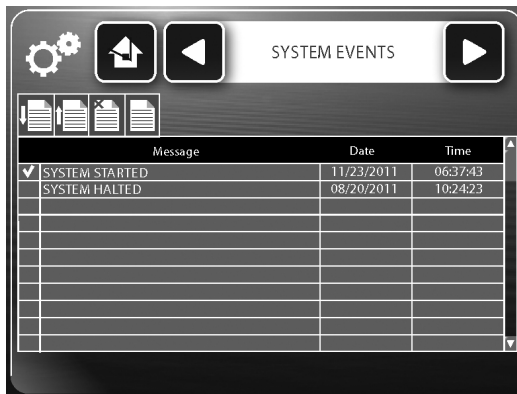 SYSTEM EVENTS
Message Date Time
SYSTEM STARTED 11/23/2011 06:37:43
SYSTEM HALTED 08/20/2011 10:24:23